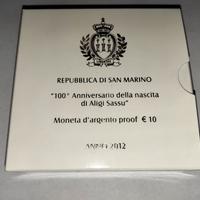 REPUBBLICA DI SAN MARINO
"100° Anniversario della nascita
di Aligi Sassu"
Moneta d'argento proof € 10
ANNO 2012